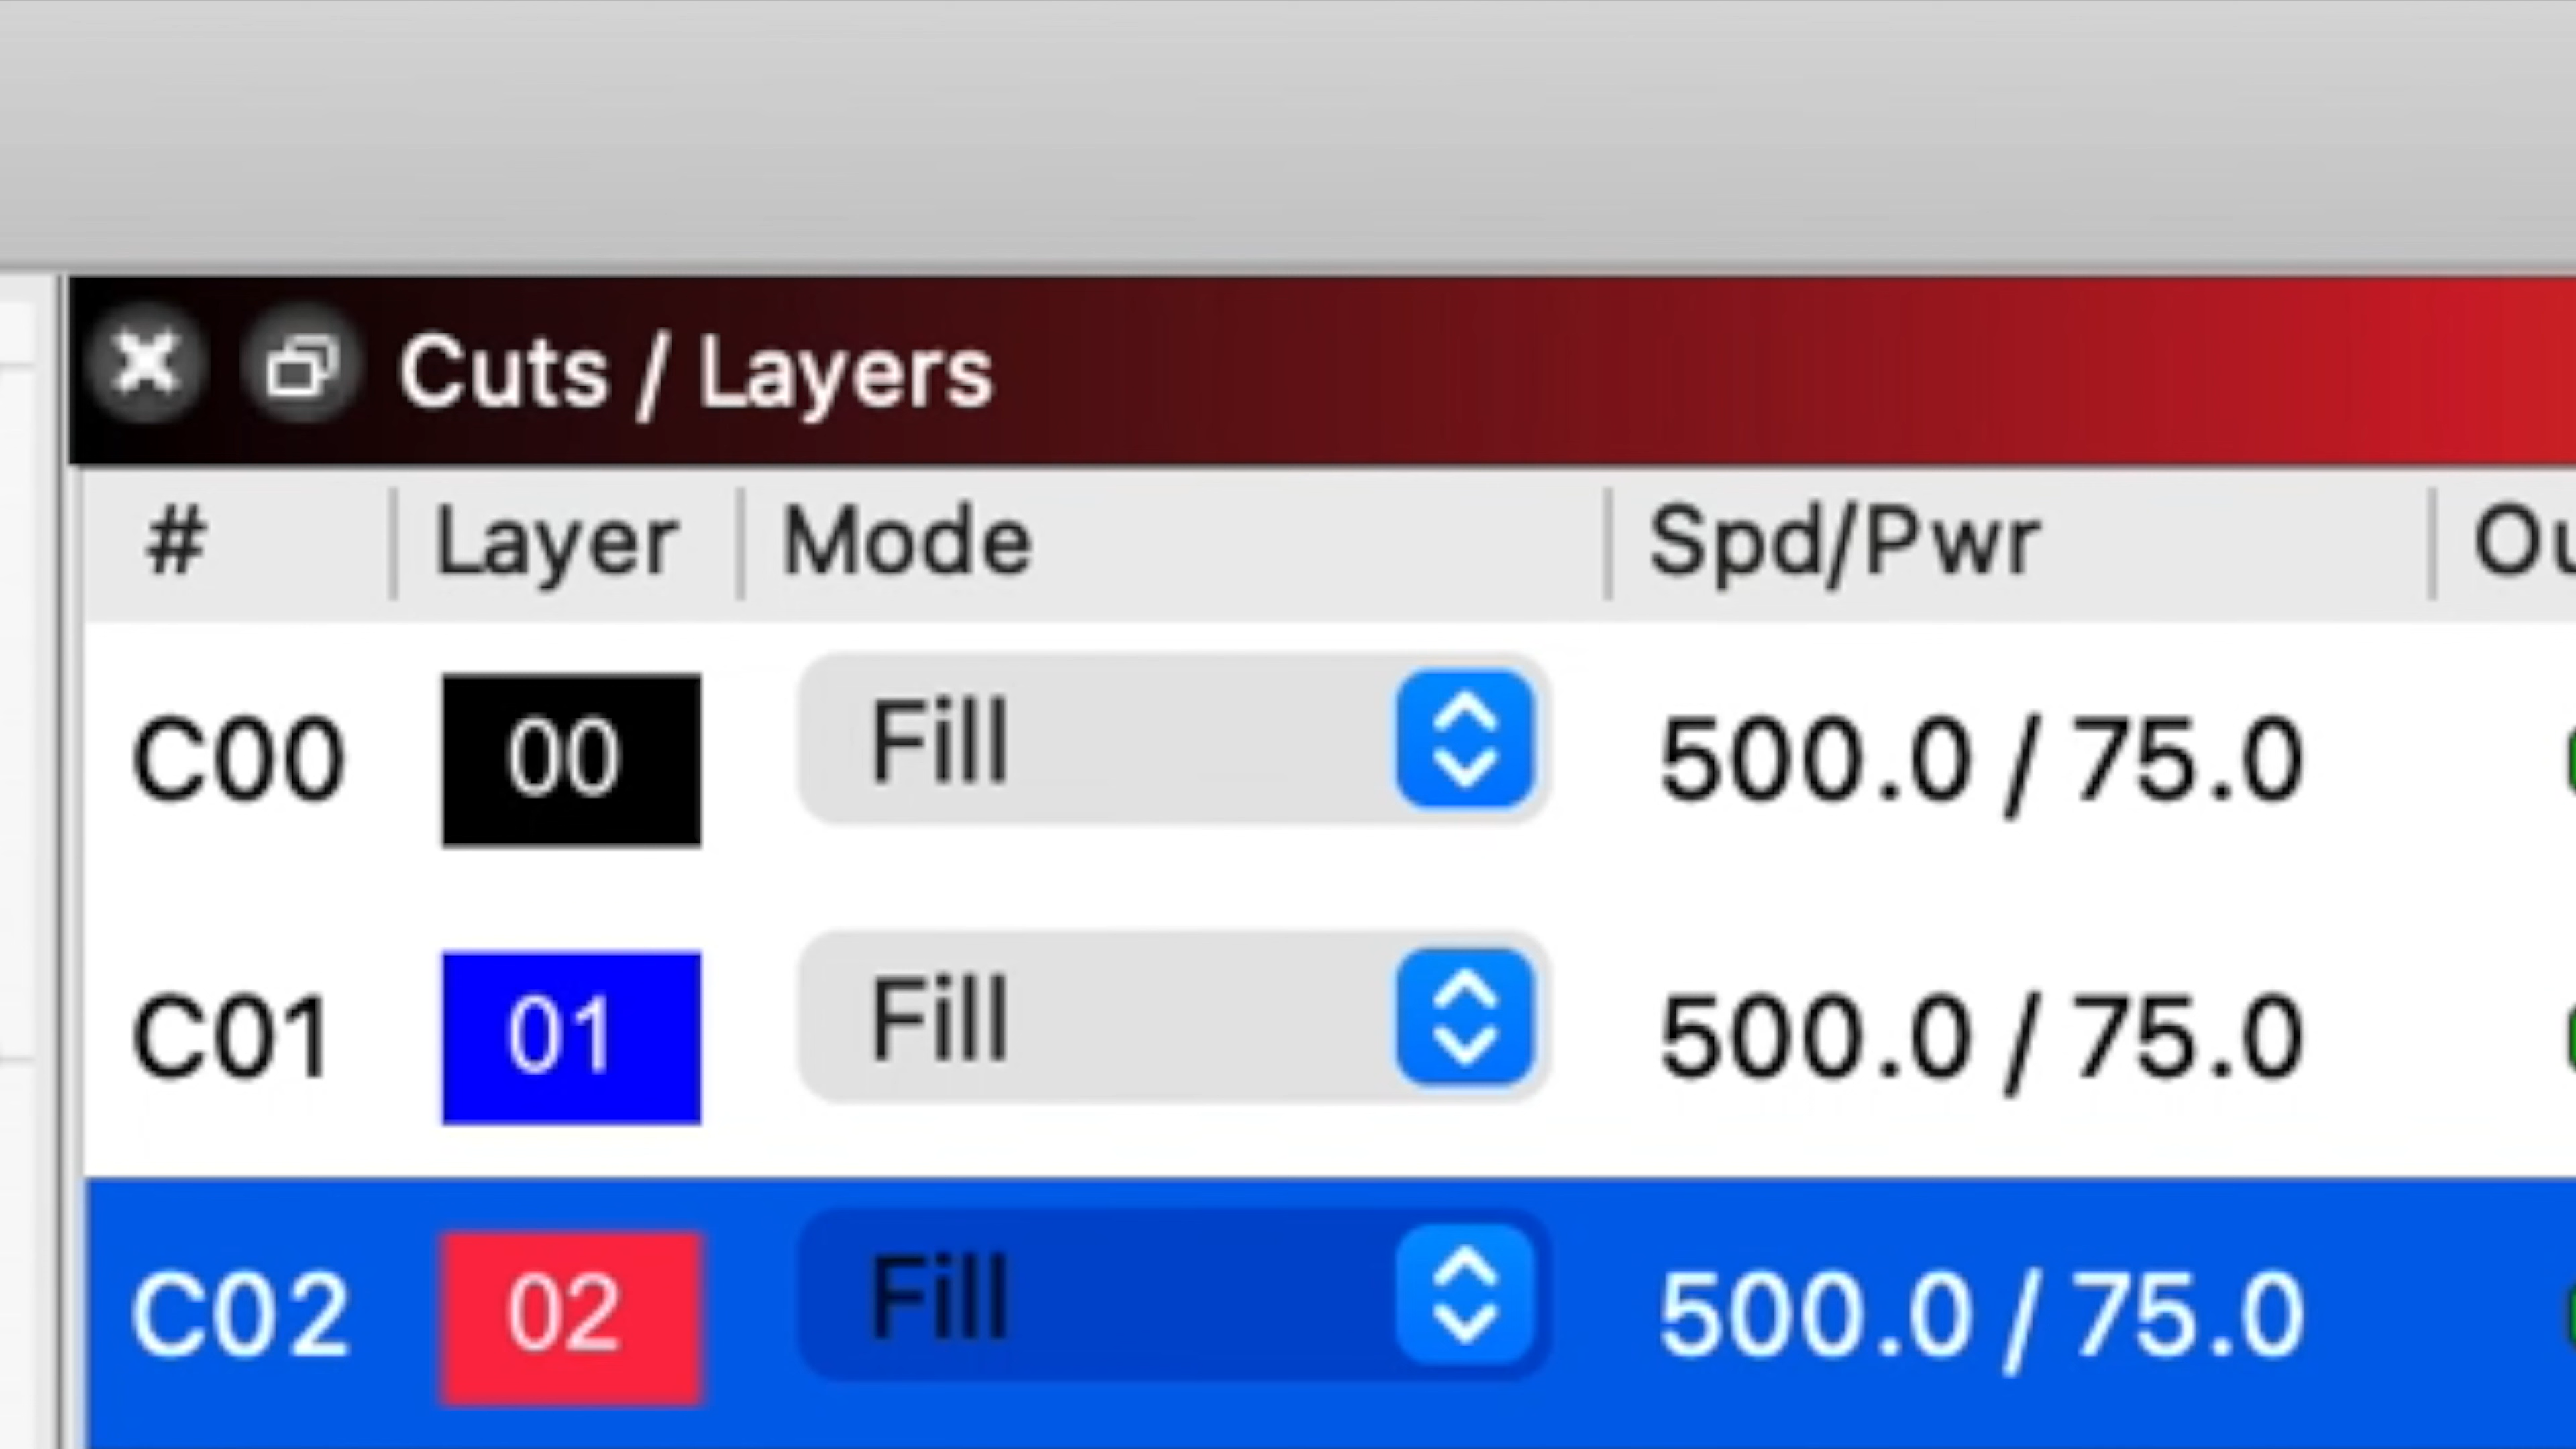 Cuts / Layers
# Layer Mode Spd/Pwr Ou
C00 00 Fill 500.0 / 75.0
C01 01 Fill 500.0 / 75.0
C02 02 Fill 500.0 / 75.0